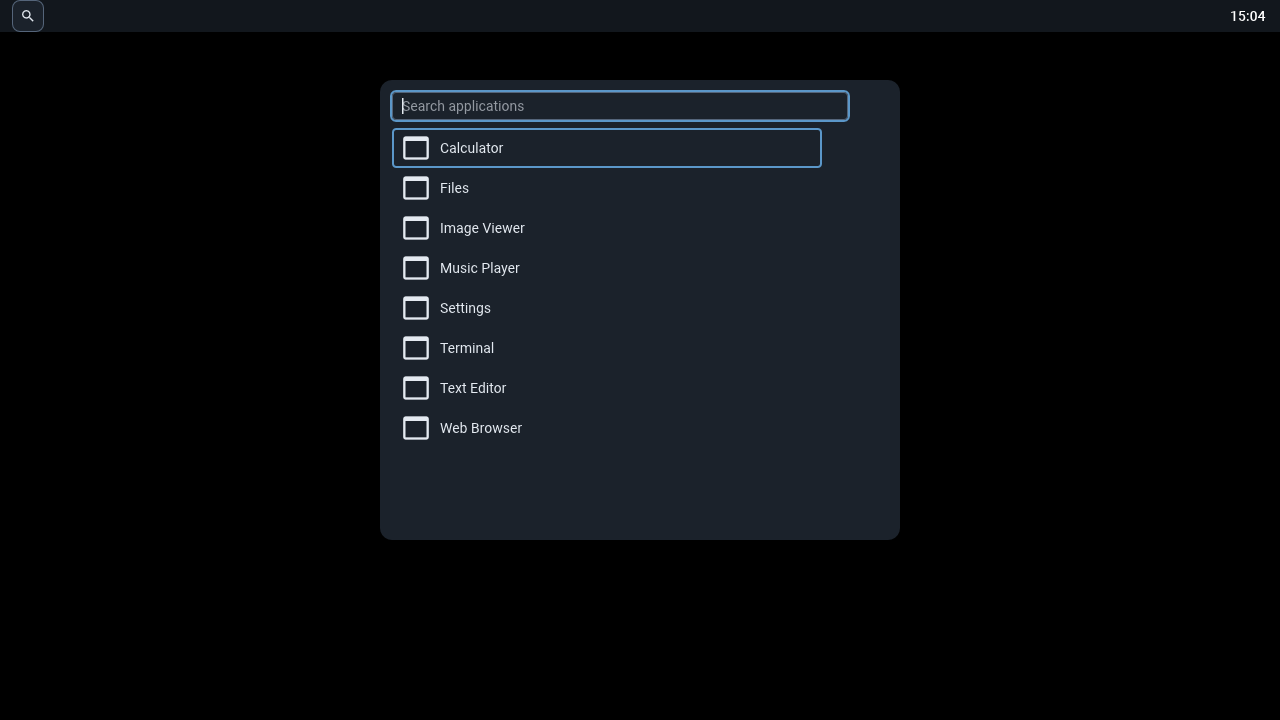 15:04
Search applications
Calculator
Files
Image Viewer
Music Player
Settings
Terminal
Text Editor
Web Browser